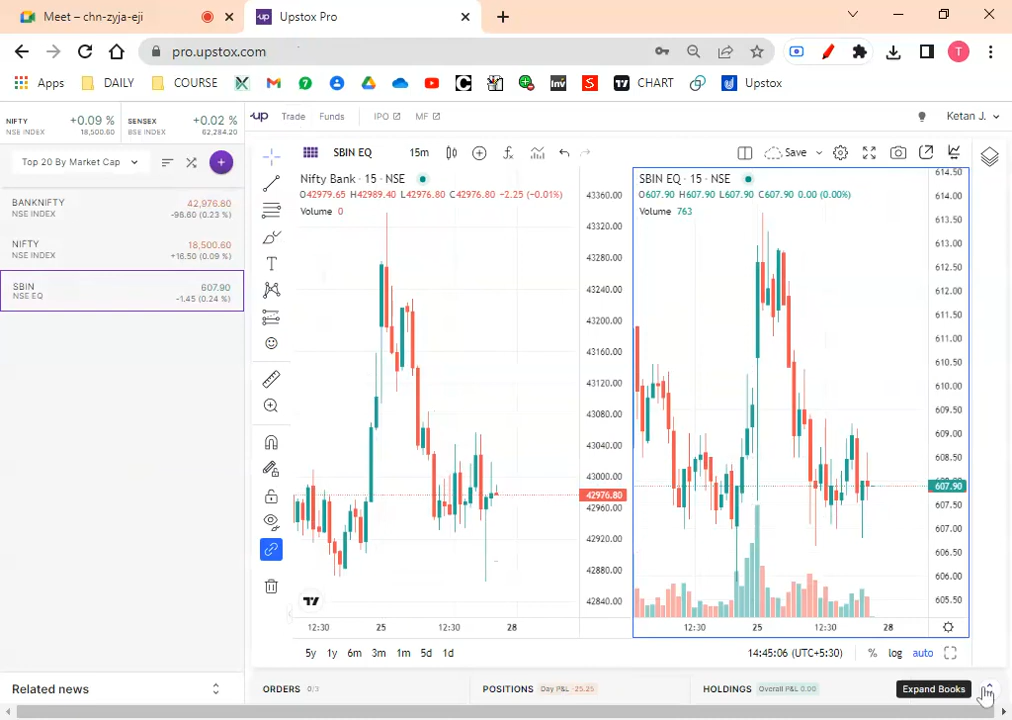 Meet – chn-zyja-eji
Upstox Pro
pro.upstox.com
T
Apps
DAILY
COURSE
CHART
Upstox
NIFTY +0.09 %
NSE INDEX 18,500.60
SENSEX +0.02 %
BSE INDEX 62,284.20
up Trade Funds IPO MF
Ketan J.
Top 20 By Market Cap
BANKNIFTY 42,976.80
NSE INDEX -98.60 (0.23 %)
NIFTY 18,500.60
NSE INDEX +16.50 (0.09 %)
SBIN 607.90
NSE EQ -1.45 (0.24 %)
SBIN EQ 15m
Save
Nifty Bank · 15 · NSE
O42979.65 H42989.40 L42976.80 C42976.80 -2.25 (-0.01%)
Volume 0
43360.00
43320.00
43280.00
43240.00
43200.00
43160.00
43120.00
43080.00
43040.00
43000.00
42976.80
42960.00
42920.00
42880.00
42840.00
12:30 25 12:30 28
SBIN EQ · 15 · NSE
O607.90 H607.90 L607.90 C607.90 0.00 (0.00%)
Volume 763
614.50
614.00
613.50
613.00
612.50
612.00
611.50
611.00
610.50
610.00
609.50
609.00
608.50
607.90
607.50
607.00
606.50
606.00
605.50
12:30 25 12:30 28
5y 1y 6m 3m 1m 5d 1d
14:45:06 (UTC+5:30) % log auto
Related news
ORDERS 0/3
POSITIONS Day P&L -25.25
HOLDINGS Overall P&L 0.00
Expand Books